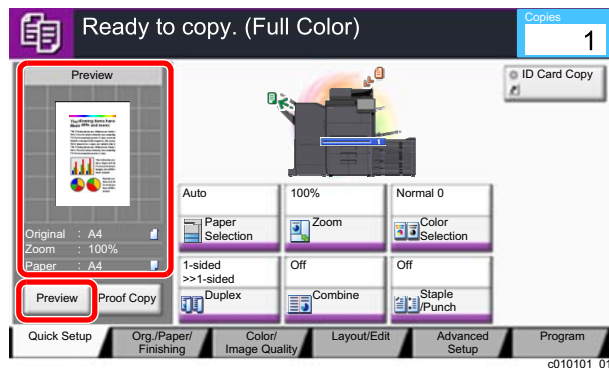 Ready to copy. (Full Color)
Copies
1
Preview
ID Card Copy
1
Original : A4
Zoom : 100%
Paper : A4
Preview
Proof Copy
Auto
Paper
Selection
100%
Zoom
Normal 0
Color
Selection
1-sided
>>1-sided
Duplex
Off
Combine
Off
Staple
/Punch
Quick Setup
Org./Paper/
Finishing
Color/
Image Quality
Layout/Edit
Advanced
Setup
Program
c010101_01